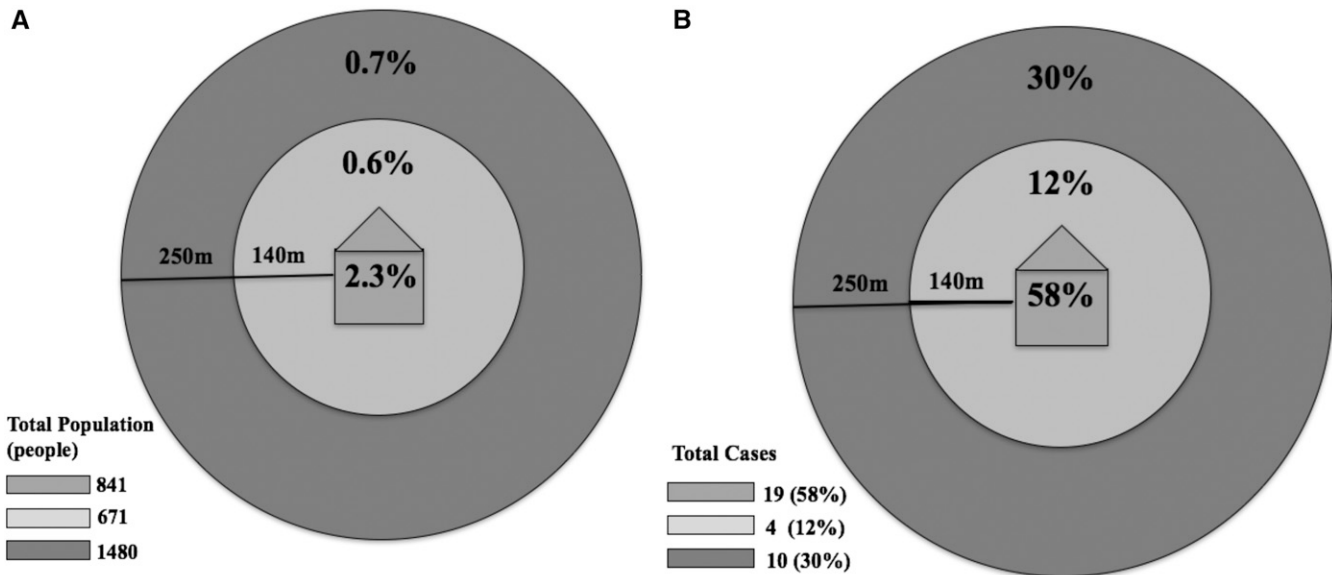 A
0.7%
0.6%
250m
140m
2.3%
Total Population
(people)
841
671
1480
B
30%
12%
250m
140m
58%
Total Cases
19 (58%)
4 (12%)
10 (30%)